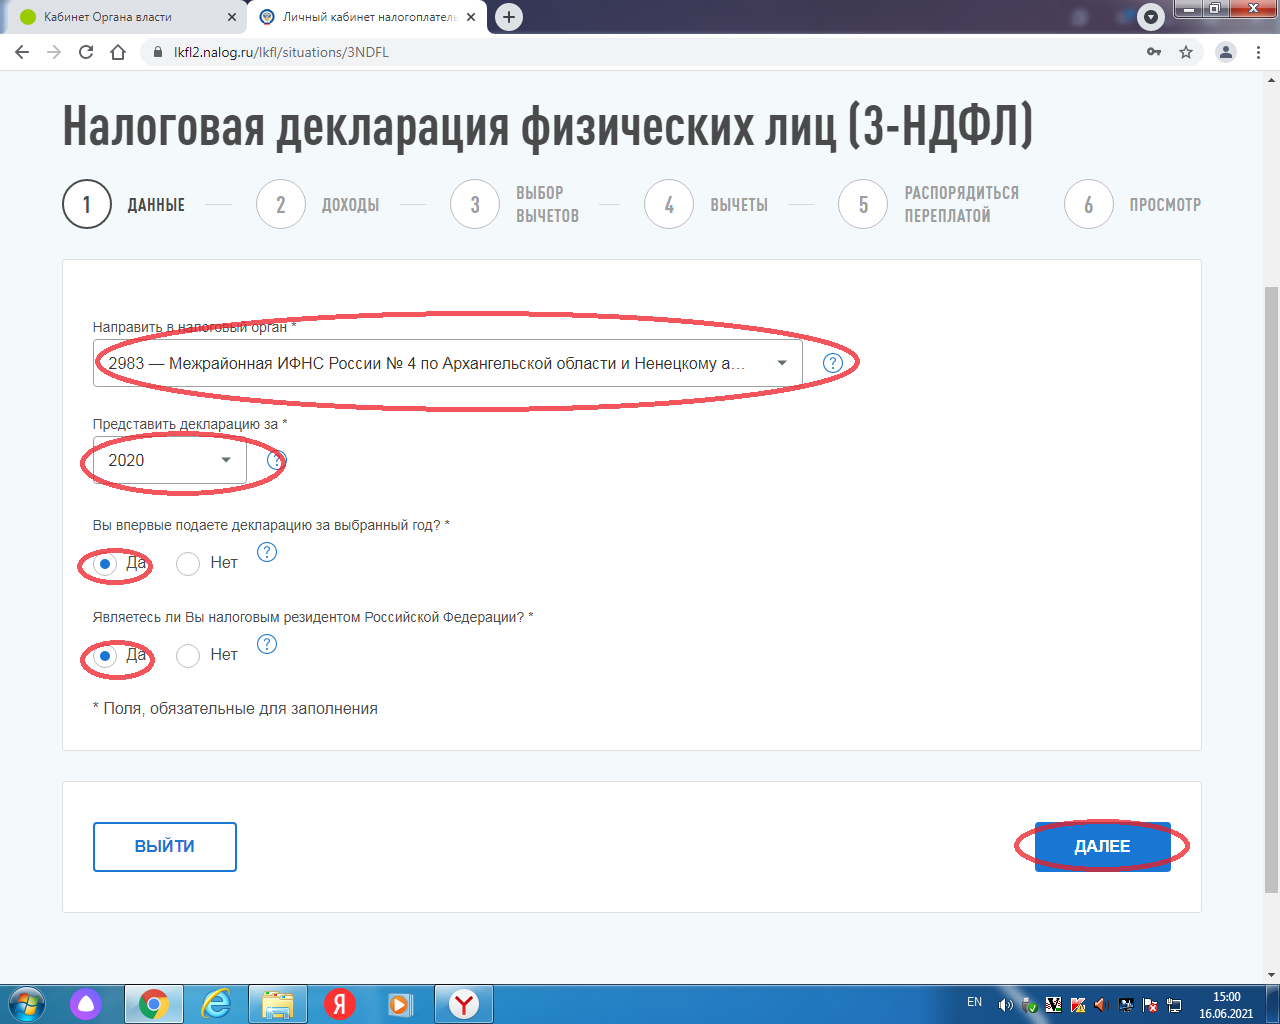 Кабинет Органа власти
Личный кабинет налогоплатель
lkfl2.nalog.ru/lkfl/situations/3NDFL
Налоговая декларация физических лиц (3-НДФЛ)
1 ДАННЫЕ
2 ДОХОДЫ
3 ВЫБОР ВЫЧЕТОВ
4 ВЫЧЕТЫ
5 РАСПОРЯДИТЬСЯ ПЕРЕПЛАТОЙ
6 ПРОСМОТР
Направить в налоговый орган *
2983 — Межрайонная ИФНС России № 4 по Архангельской области и Ненецкому а... ?
Представить декларацию за *
2020 ?
Вы впервые подаете декларацию за выбранный год? *
Да Нет ?
Являетесь ли Вы налоговым резидентом Российской Федерации? *
Да Нет ?
* Поля, обязательные для заполнения
ВЫЙТИ ДАЛЕЕ
EN 15:00
16.06.2021